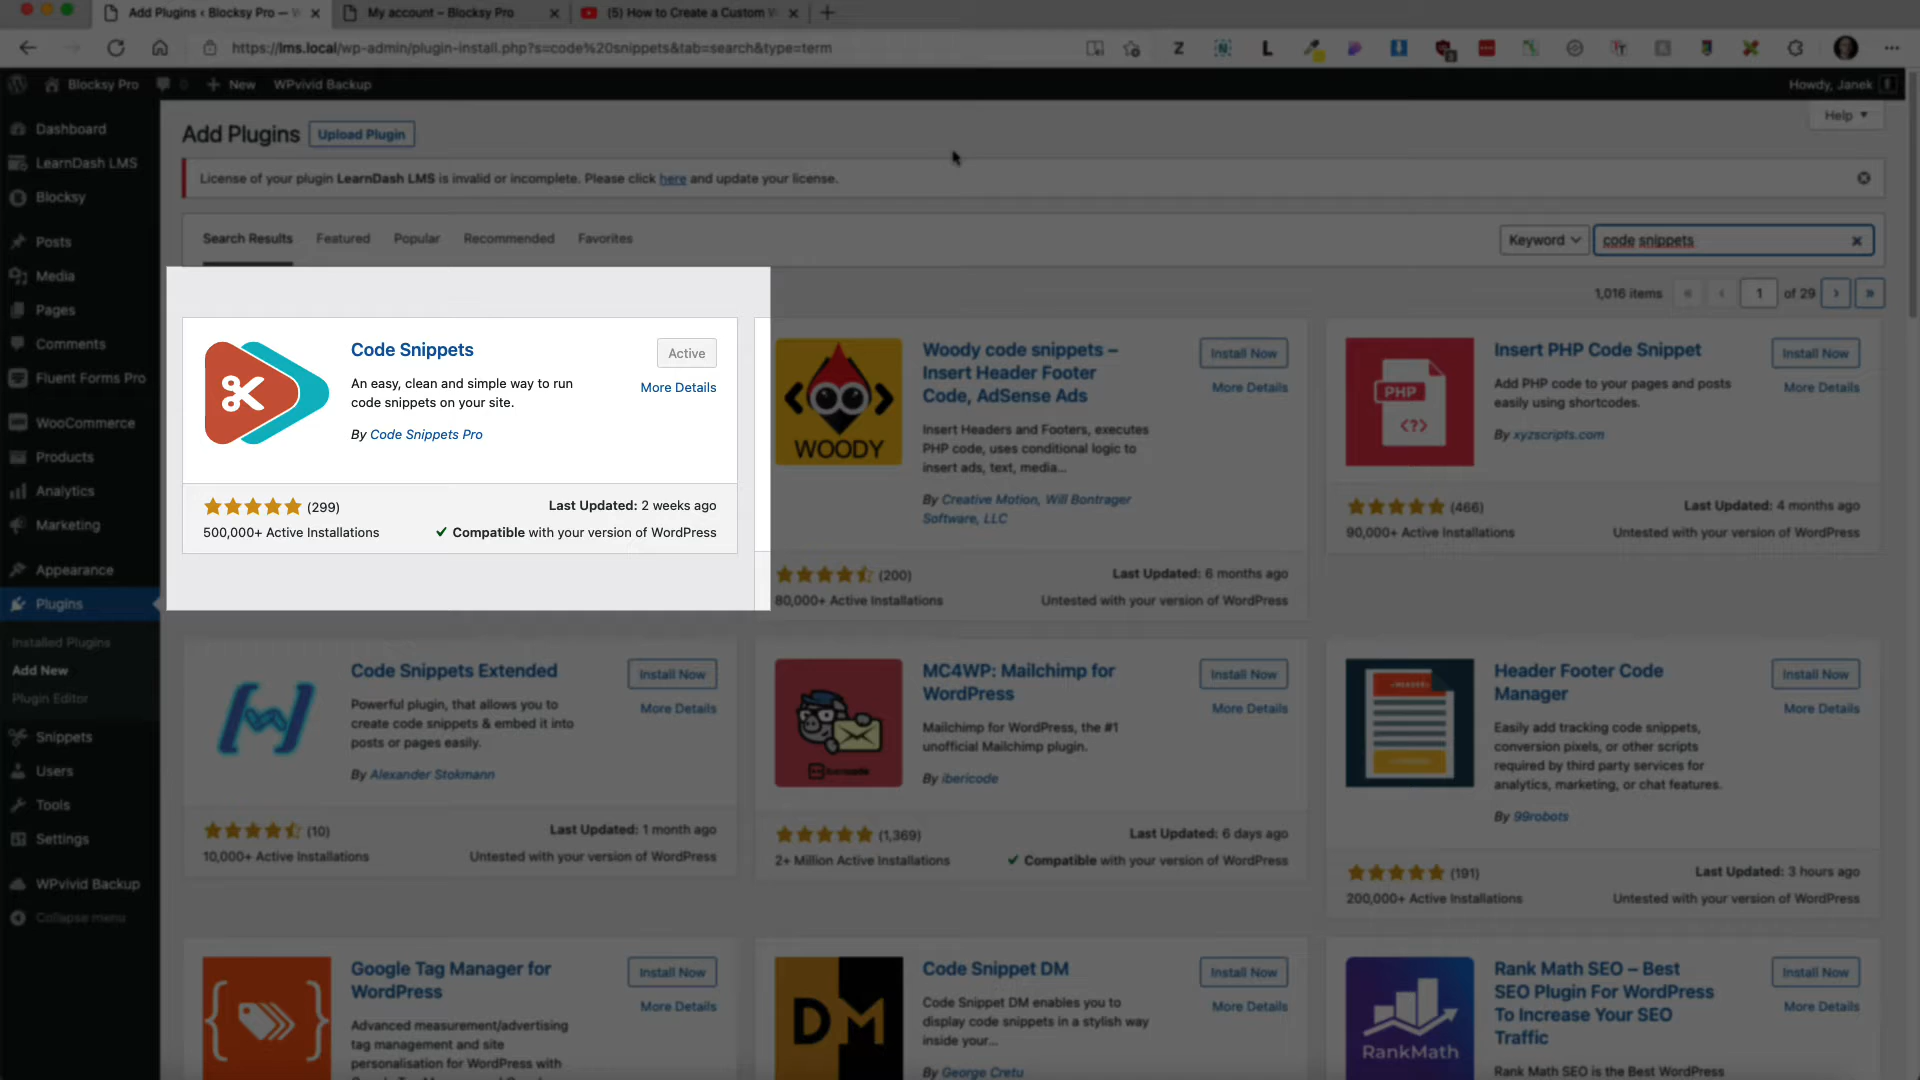 Add Plugins ‹ Blocksy Pro —
My account – Blocksy Pro
(5) How to Create a Custom
https://lms.local/wp-admin/plugin-install.php?s=code%20snippets&tab=search&type=term
Blocksy Pro
0
New
WPvivid Backup
Howdy, Janek
Dashboard
LearnDash LMS
Blocksy
Posts
Media
Pages
Comments
Fluent Forms Pro
WooCommerce
Products
Analytics
Marketing
Appearance
Plugins
Installed Plugins
Add New
Plugin Editor
Snippets
Users
Tools
Settings
WPvivid Backup
Collapse menu
Add Plugins
Upload Plugin
Help
License of your plugin LearnDash LMS is invalid or incomplete. Please click here and update your license.
Search Results
Featured
Popular
Recommended
Favorites
Keyword
code snippets
1,016 items
«
‹
1
of 29
›
»
Code Snippets
Active
More Details
An easy, clean and simple way to run
code snippets on your site.
By Code Snippets Pro
(299)
Last Updated: 2 weeks ago
500,000+ Active Installations
Compatible with your version of WordPress
WOODY
Woody code snippets –
Insert Header Footer
Code, AdSense Ads
Install Now
More Details
Insert Headers and Footers, executes
PHP code, uses conditional logic to
insert ads, text, media...
By Creative Motion, Will Bontrager
Software, LLC
(200)
Last Updated: 6 months ago
80,000+ Active Installations
Untested with your version of WordPress
PHP
<?>
Insert PHP Code Snippet
Install Now
More Details
Add PHP code to your pages and posts
easily using shortcodes.
By xyzscripts.com
(466)
Last Updated: 4 months ago
90,000+ Active Installations
Untested with your version of WordPress
Code Snippets Extended
Install Now
More Details
Powerful plugin, that allows you to
create code snippets & embed it into
posts or pages easily.
By Alexander Stokmann
(10)
Last Updated: 1 month ago
10,000+ Active Installations
Untested with your version of WordPress
MC4WP: Mailchimp for
WordPress
Install Now
More Details
Mailchimp for WordPress, the #1
unofficial Mailchimp plugin.
By ibericode
(1,369)
Last Updated: 6 days ago
2+ Million Active Installations
Compatible with your version of WordPress
Header Footer Code
Manager
Install Now
More Details
Easily add tracking code snippets,
conversion pixels, or other scripts
required by third party services for
analytics, marketing, or chat features.
By 99robots
(191)
Last Updated: 3 hours ago
200,000+ Active Installations
Untested with your version of WordPress
Google Tag Manager for
WordPress
Install Now
More Details
Advanced measurement/advertising
tag management and site
personalisation for WordPress with
DM
Code Snippet DM
Install Now
More Details
Code Snippet DM enables you to
display code snippets in a stylish way
inside your...
By George Cretu
RankMath
Rank Math SEO – Best
SEO Plugin For WordPress
To Increase Your SEO
Traffic
Install Now
More Details
Rank Math SEO is the Best WordPress